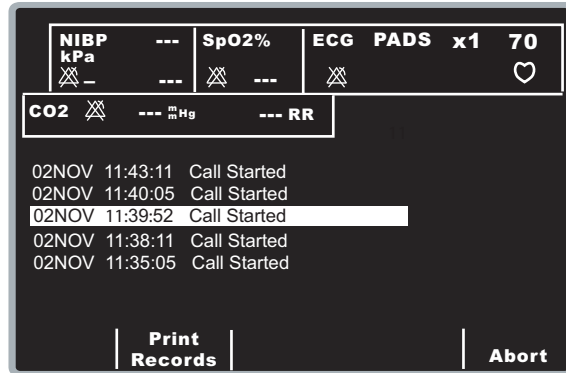 NIBP --- SpO2% ECG PADS x1 70
kPa
– --- ---
CO2 --- mmHg --- RR
02NOV 11:43:11 Call Started
02NOV 11:40:05 Call Started
02NOV 11:39:52 Call Started
02NOV 11:38:11 Call Started
02NOV 11:35:05 Call Started
Print
Records Abort